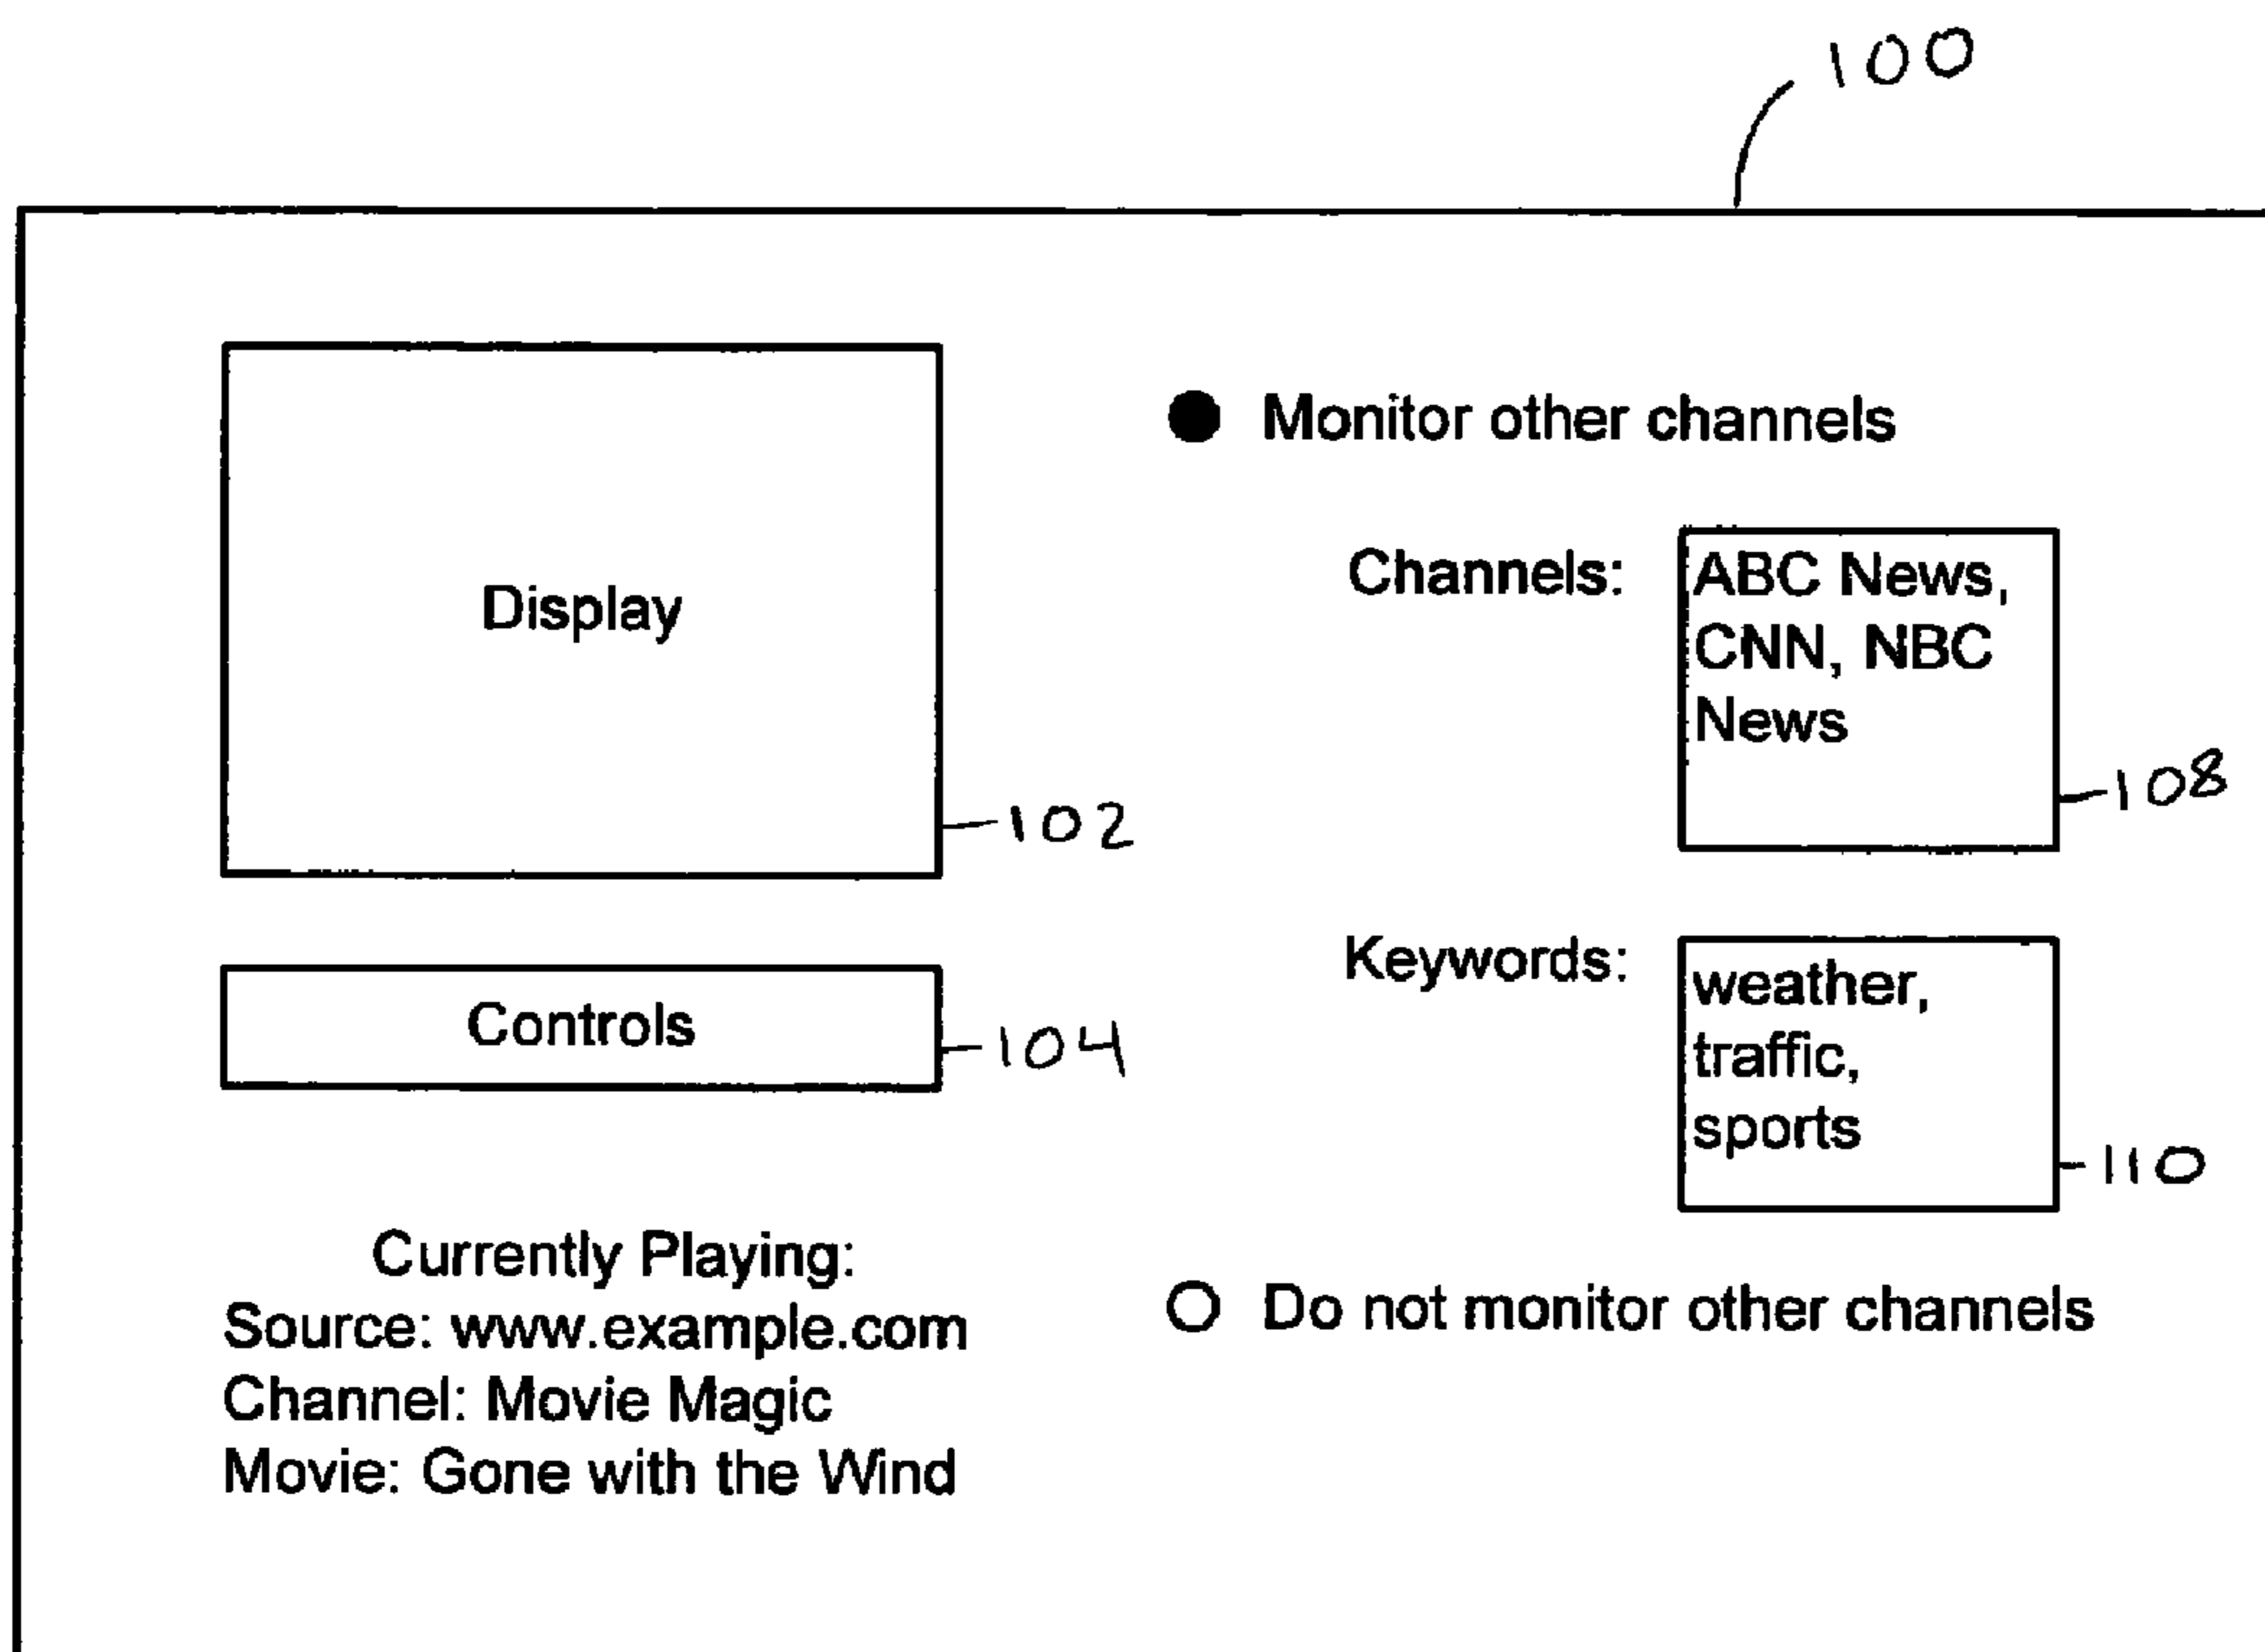 100
Display
102
Controls
104
Currently Playing:
Source: www.example.com
Channel: Movie Magic
Movie: Gone with the Wind
● Monitor other channels
Channels:
ABC News,
CNN, NBC
News
108
Keywords:
weather,
traffic,
sports
110
○ Do not monitor other channels